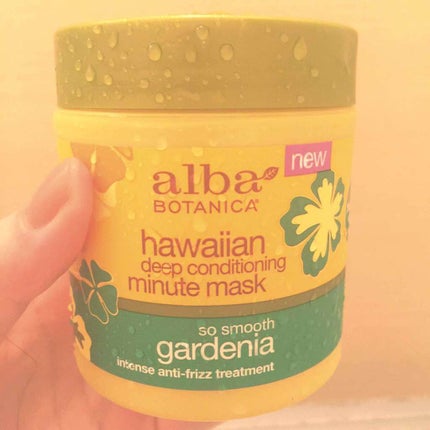 new
alba
BOTANICA®
hawaiian
deep conditioning
minute mask
so smooth
gardenia
intense anti-frizz treatment